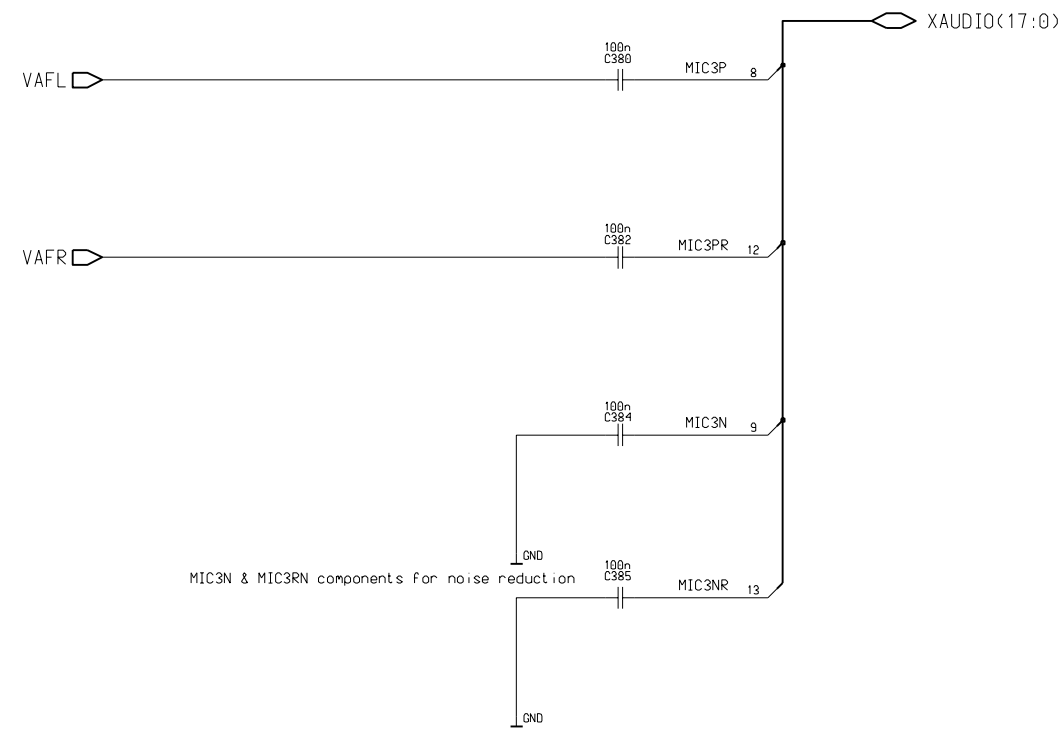 XAUDIO(17:0)
100n
C380
VAFL
MIC3P
8
100n
C382
VAFR
MIC3PR
12
100n
C384
MIC3N
9
GND
MIC3N & MIC3RN components for noise reduction
100n
C385
MIC3NR
13
GND